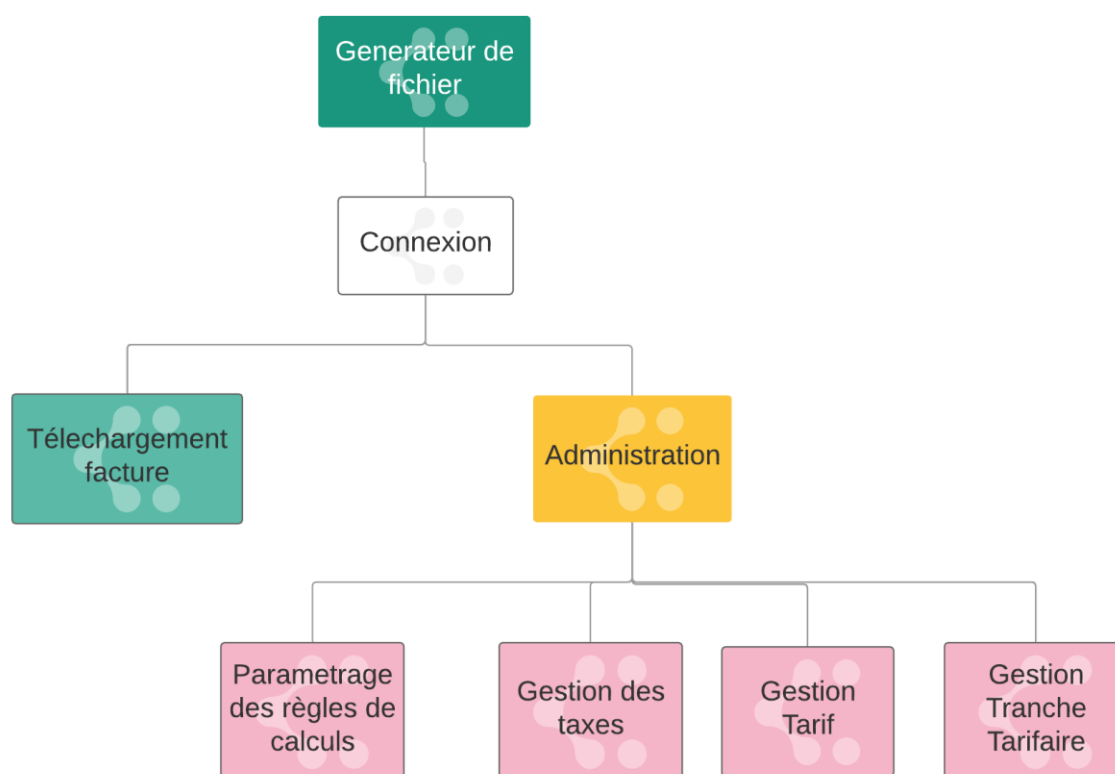 Generateur de
fichier
Connexion
Télechargement
facture
Administration
Parametrage
des règles de
calculs
Gestion des
taxes
Gestion
Tarif
Gestion
Tranche
Tarifaire